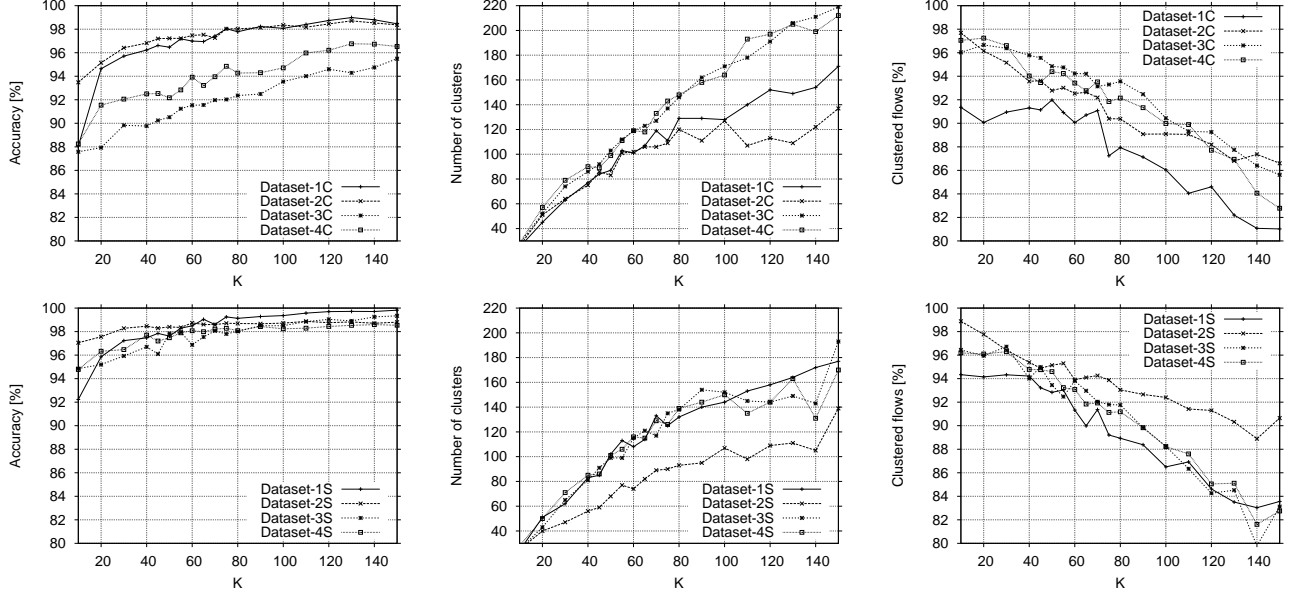 Accuracy [%]
100
98
96
94
92
90
88
86
84
82
80
Dataset-1C
Dataset-2C
Dataset-3C
Dataset-4C
20 40 60 80 100 120 140
K
Number of clusters
220
200
180
160
140
120
100
80
60
40
Dataset-1C
Dataset-2C
Dataset-3C
Dataset-4C
20 40 60 80 100 120 140
K
Clustered flows [%]
100
98
96
94
92
90
88
86
84
82
80
Dataset-1C
Dataset-2C
Dataset-3C
Dataset-4C
20 40 60 80 100 120 140
K
Accuracy [%]
100
98
96
94
92
90
88
86
84
82
80
Dataset-1S
Dataset-2S
Dataset-3S
Dataset-4S
20 40 60 80 100 120 140
K
Number of clusters
220
200
180
160
140
120
100
80
60
40
Dataset-1S
Dataset-2S
Dataset-3S
Dataset-4S
20 40 60 80 100 120 140
K
Clustered flows [%]
100
98
96
94
92
90
88
86
84
82
80
Dataset-1S
Dataset-2S
Dataset-3S
Dataset-4S
20 40 60 80 100 120 140
K